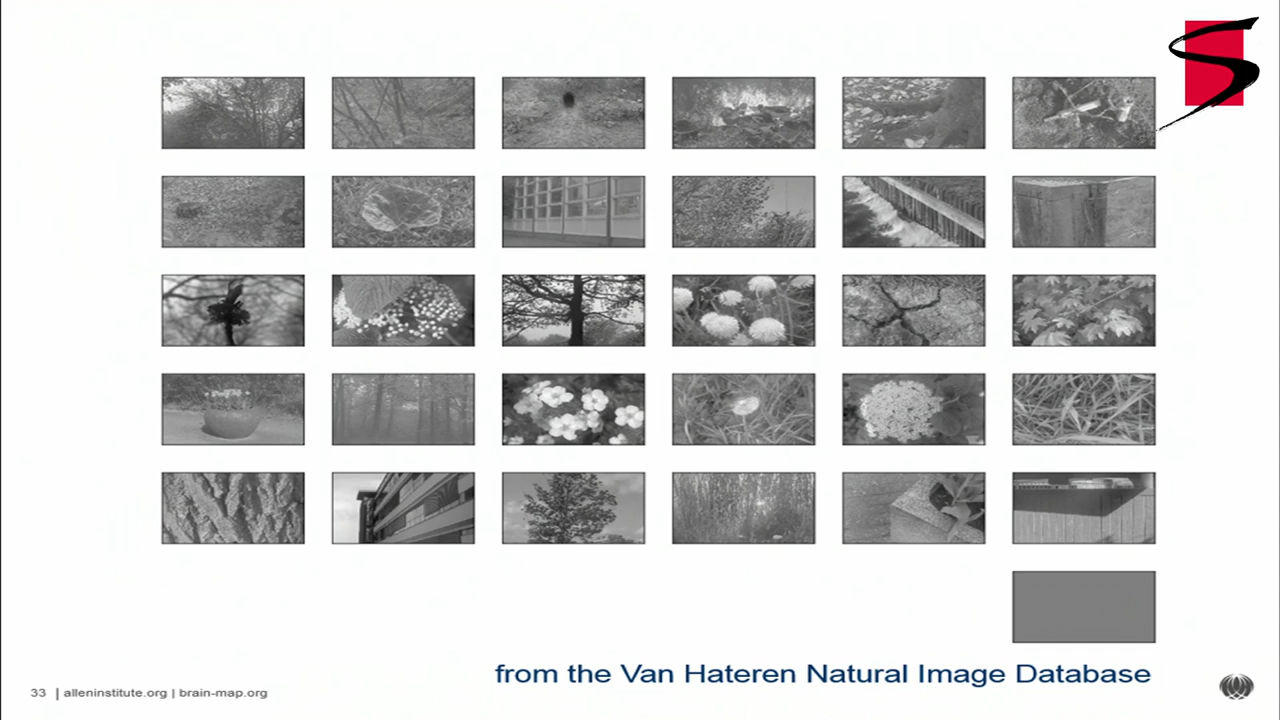 from the Van Hateren Natural Image Database
33 | alleninstitute.org | brain-map.org